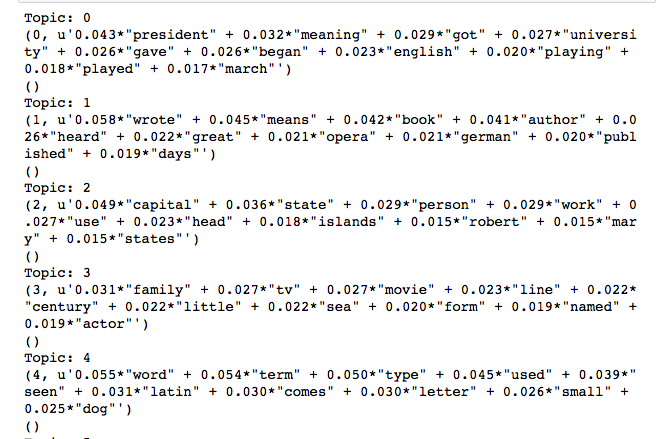 Topic: 0
(0, u'0.043*"president" + 0.032*"meaning" + 0.029*"got" + 0.027*"universi
ty" + 0.026*"gave" + 0.026*"began" + 0.023*"english" + 0.020*"playing" +
0.018*"played" + 0.017*"march"')
()
Topic: 1
(1, u'0.058*"wrote" + 0.045*"means" + 0.042*"book" + 0.041*"author" + 0.0
26*"heard" + 0.022*"great" + 0.021*"opera" + 0.021*"german" + 0.020*"publ
ished" + 0.019*"days"')
()
Topic: 2
(2, u'0.049*"capital" + 0.036*"state" + 0.029*"person" + 0.029*"work" + 0
.027*"use" + 0.023*"head" + 0.018*"islands" + 0.015*"robert" + 0.015*"mar
y" + 0.015*"states"')
()
Topic: 3
(3, u'0.031*"family" + 0.027*"tv" + 0.027*"movie" + 0.023*"line" + 0.022*
"century" + 0.022*"little" + 0.022*"sea" + 0.020*"form" + 0.019*"named" +
0.019*"actor"')
()
Topic: 4
(4, u'0.055*"word" + 0.054*"term" + 0.050*"type" + 0.045*"used" + 0.039*"
seen" + 0.031*"latin" + 0.030*"comes" + 0.030*"letter" + 0.026*"small" +
0.025*"dog"')
()